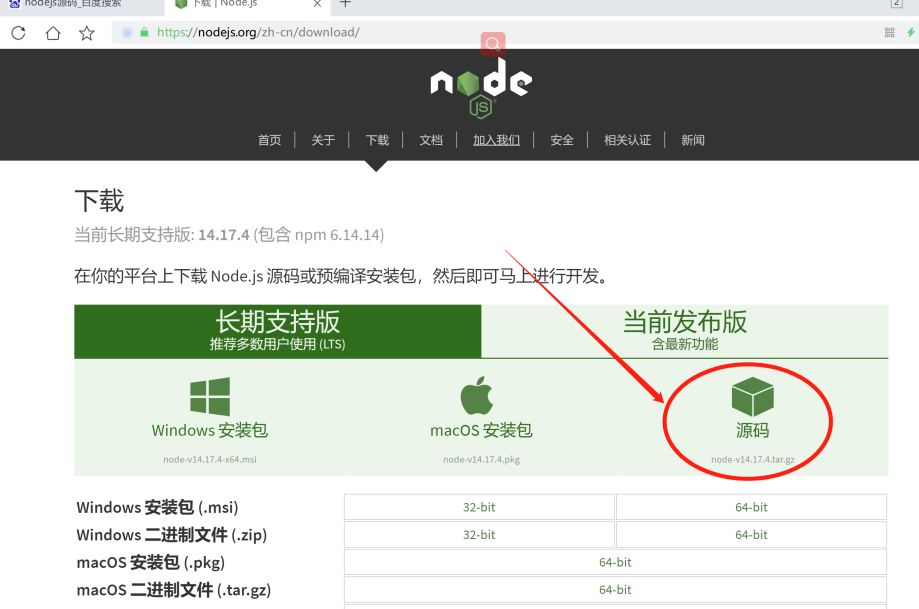 nodejs源码_百度搜索
下载 | Node.js
2
https://nodejs.org/zh-cn/download/
node
JS
首页 关于 下载 文档 加入我们 安全 相关认证 新闻
下载
当前长期支持版: 14.17.4 (包含 npm 6.14.14)
在你的平台上下载 Node.js 源码或预编译安装包，然后即可马上进行开发。
长期支持版 当前发布版
推荐多数用户使用 (LTS) 含最新功能
Windows 安装包 macOS 安装包 源码
node-v14.17.4-x64.msi node-v14.17.4.pkg node-v14.17.4.tar.gz
Windows 安装包 (.msi) 32-bit 64-bit
Windows 二进制文件 (.zip) 32-bit 64-bit
macOS 安装包 (.pkg) 64-bit
macOS 二进制文件 (.tar.gz) 64-bit